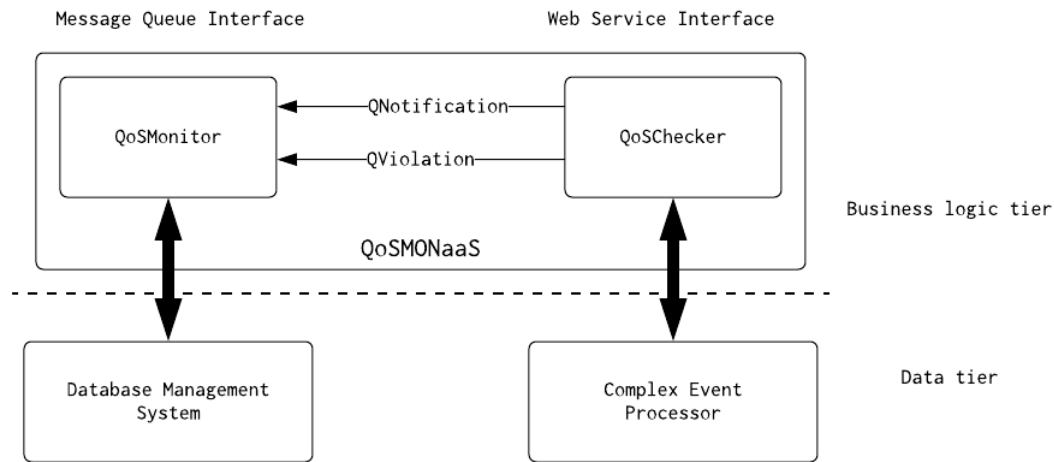 Message Queue Interface
Web Service Interface
QoSMonitor
QNotification
QoSChecker
QViolation
Business logic tier
QoSMONaaS
Database Management
System
Complex Event
Processor
Data tier